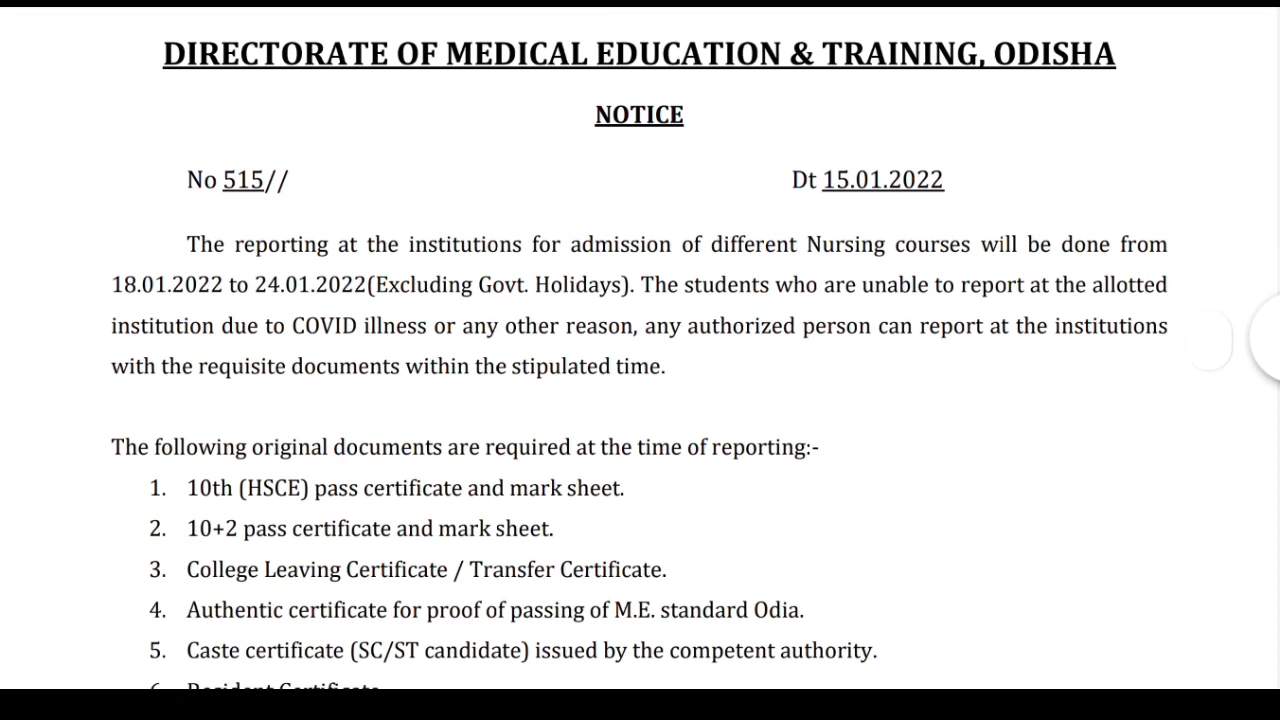 DIRECTORATE OF MEDICAL EDUCATION & TRAINING, ODISHA
NOTICE
No 515// Dt 15.01.2022
The reporting at the institutions for admission of different Nursing courses will be done from
18.01.2022 to 24.01.2022(Excluding Govt. Holidays). The students who are unable to report at the allotted
institution due to COVID illness or any other reason, any authorized person can report at the institutions
with the requisite documents within the stipulated time.
The following original documents are required at the time of reporting:-
1. 10th (HSCE) pass certificate and mark sheet.
2. 10+2 pass certificate and mark sheet.
3. College Leaving Certificate / Transfer Certificate.
4. Authentic certificate for proof of passing of M.E. standard Odia.
5. Caste certificate (SC/ST candidate) issued by the competent authority.
6. Resident Certificate